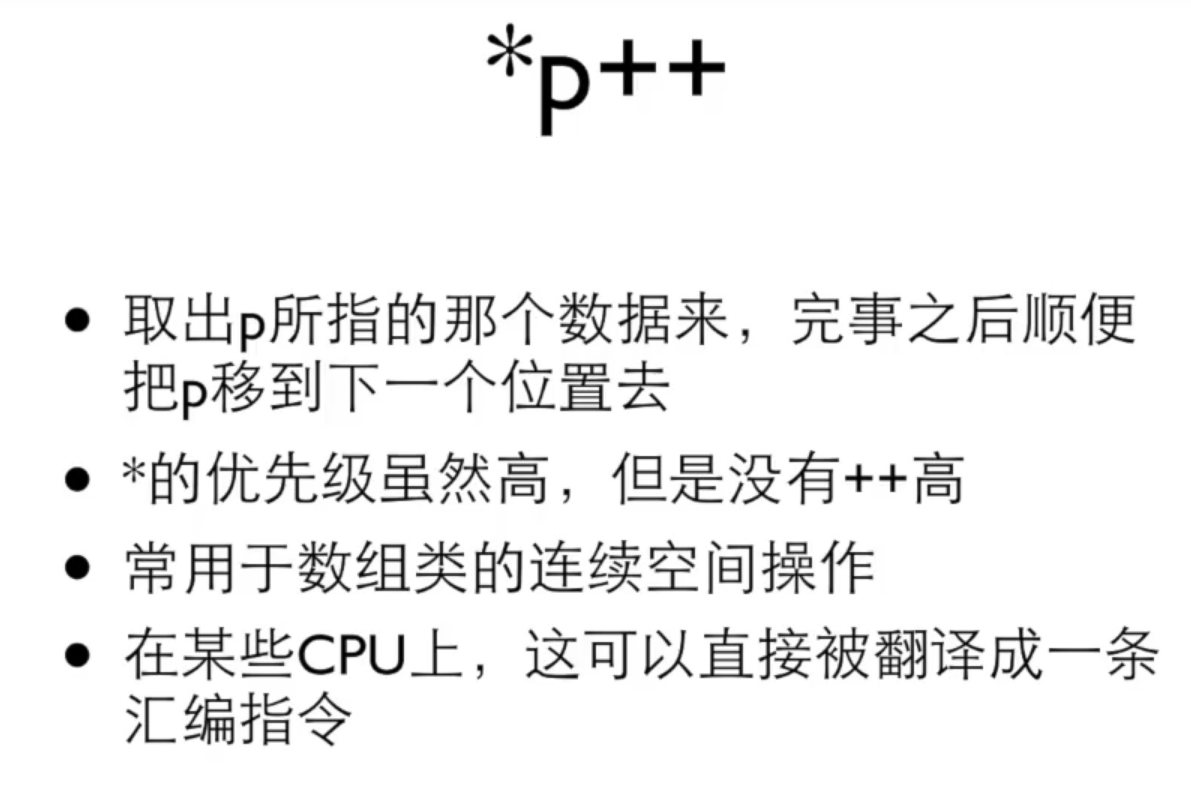 *p++
● 取出p所指的那个数据来，完事之后顺便
把p移到下一个位置去
● *的优先级虽然高，但是没有++高
● 常用于数组类的连续空间操作
● 在某些CPU上，这可以直接被翻译成一条
汇编指令